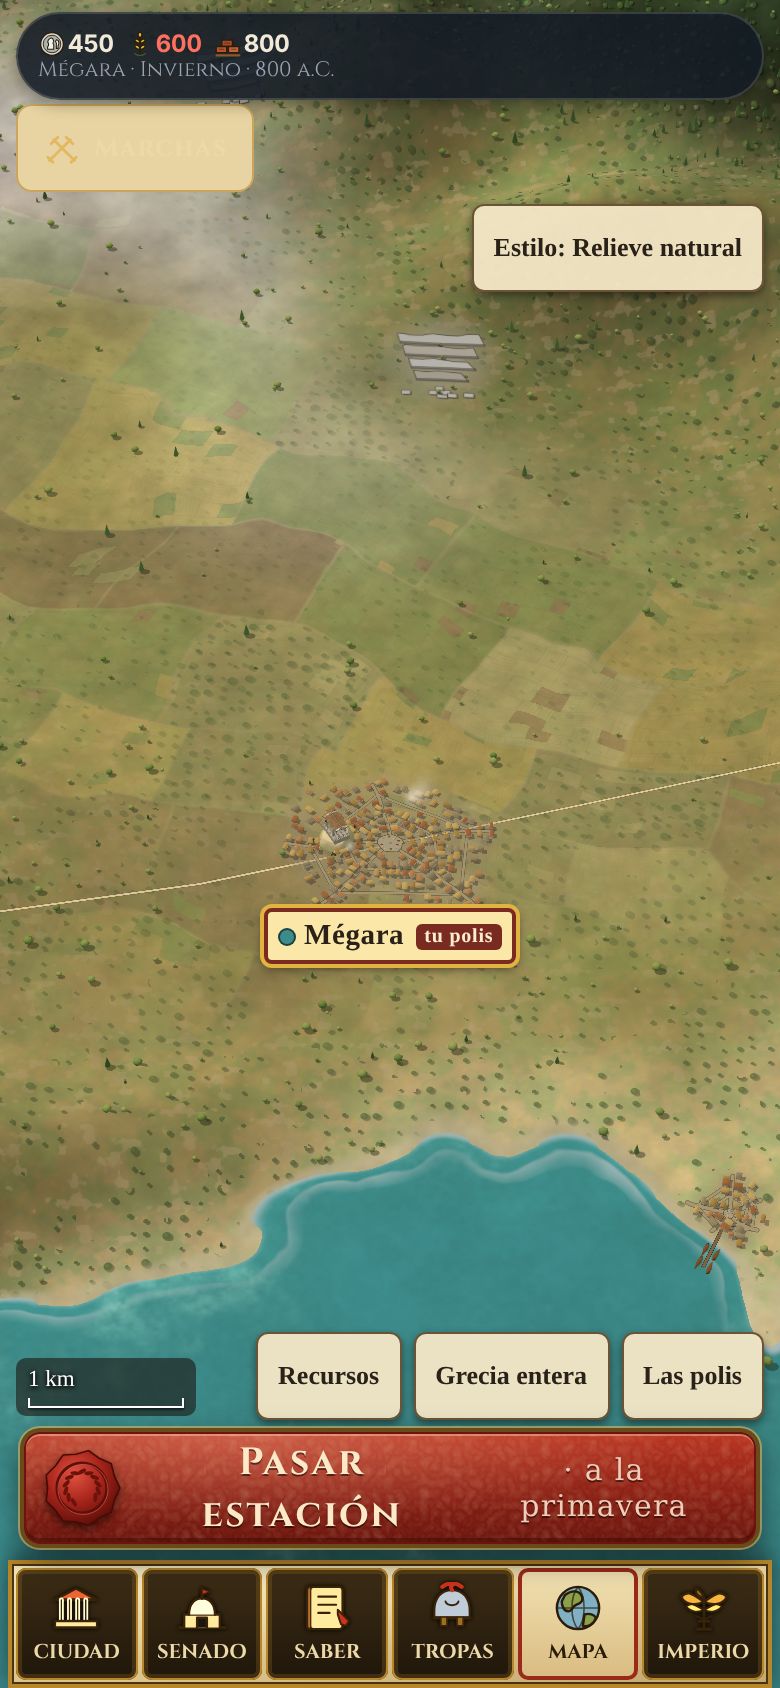 450 600 800
Mégara · Invierno · 800 a.C.
Marchas
Estilo: Relieve natural
Mégara tu polis
1 km
Recursos
Grecia entera
Las polis
Pasar
estación
· a la
primavera
CIUDAD
SENADO
SABER
TROPAS
MAPA
IMPERIO